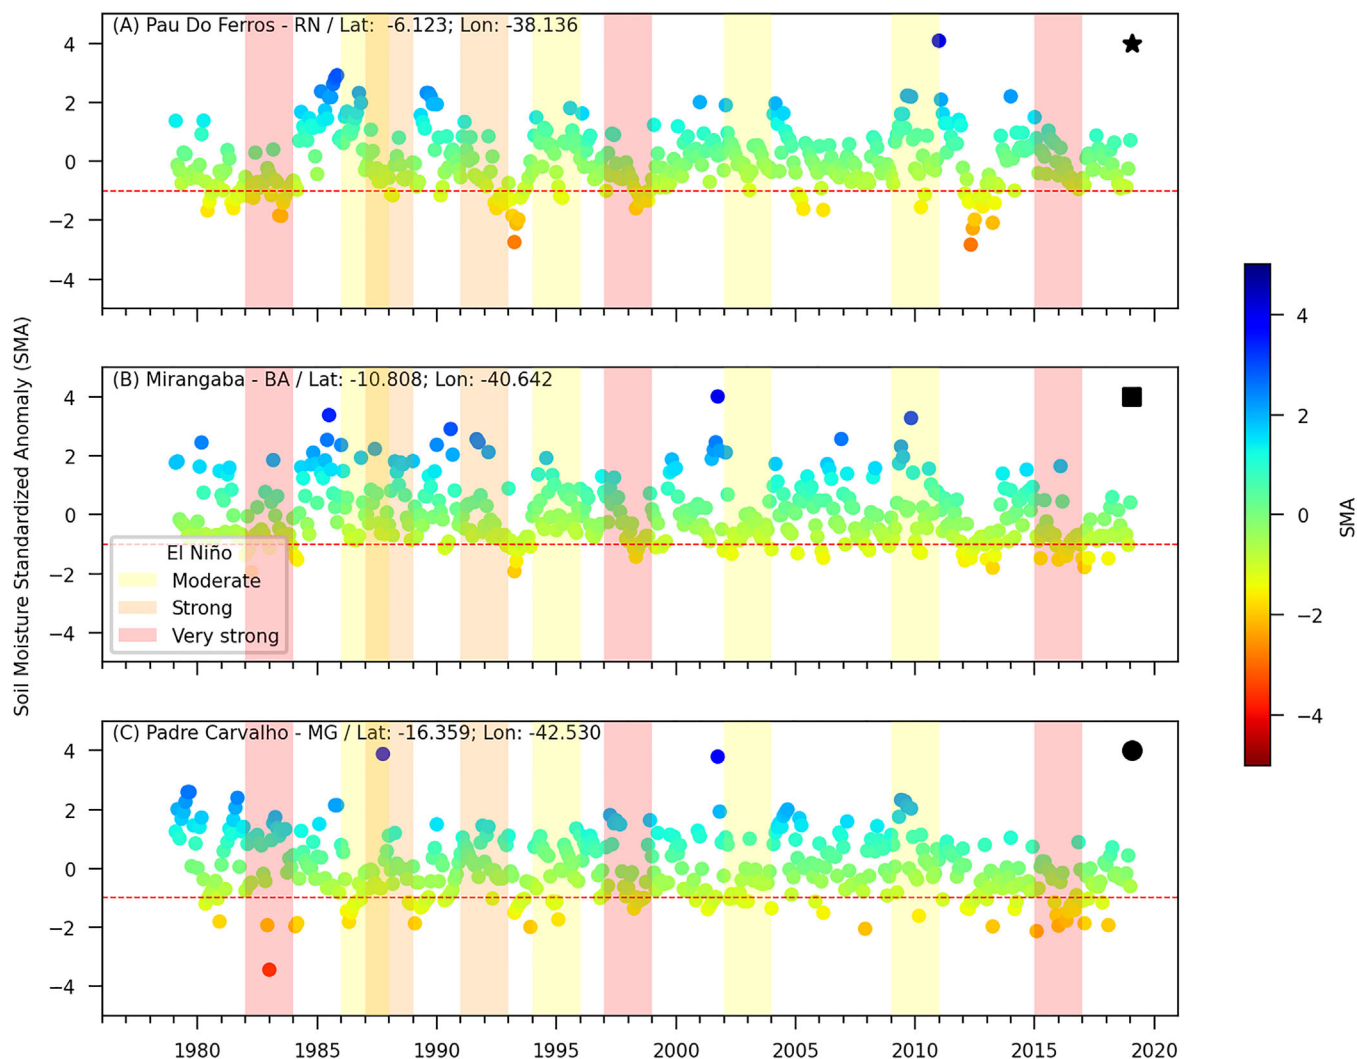 (A) Pau Do Ferros - RN / Lat:  -6.123; Lon: -38.136
4
2
0
−2
−4
(B) Mirangaba - BA / Lat: -10.808; Lon: -40.642
4
2
0
−2
−4
El Niño
Moderate
Strong
Very strong
(C) Padre Carvalho - MG / Lat: -16.359; Lon: -42.530
4
2
0
−2
−4
1980 1985 1990 1995 2000 2005 2010 2015 2020
Soil Moisture Standardized Anomaly (SMA)
4
2
0
−2
−4
SMA